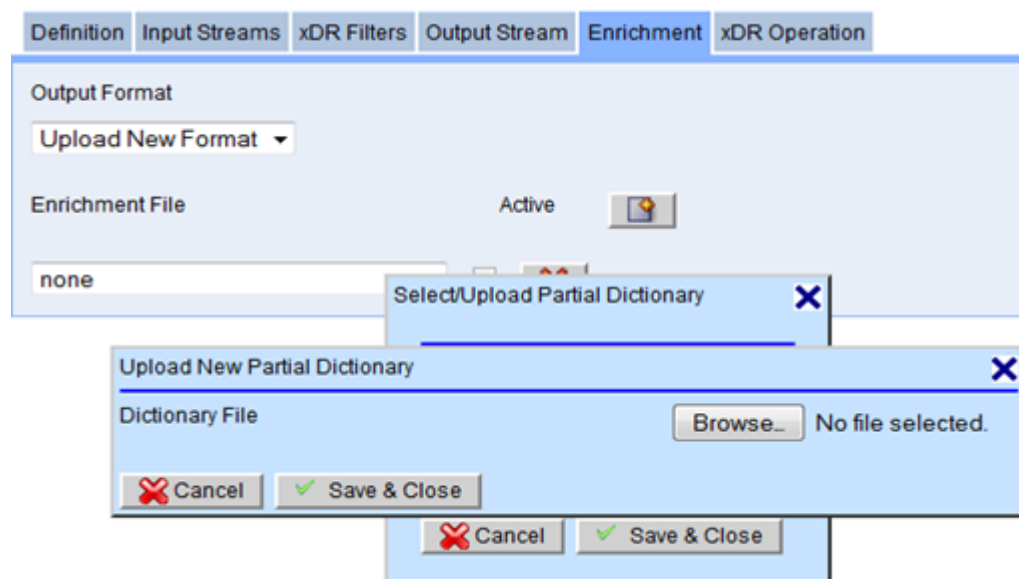 Definition Input Streams xDR Filters Output Stream Enrichment xDR Operation
Output Format
Upload New Format
Enrichment File Active
none
Select/Upload Partial Dictionary
Upload New Partial Dictionary
Dictionary File Browse… No file selected.
Cancel Save & Close
Cancel Save & Close